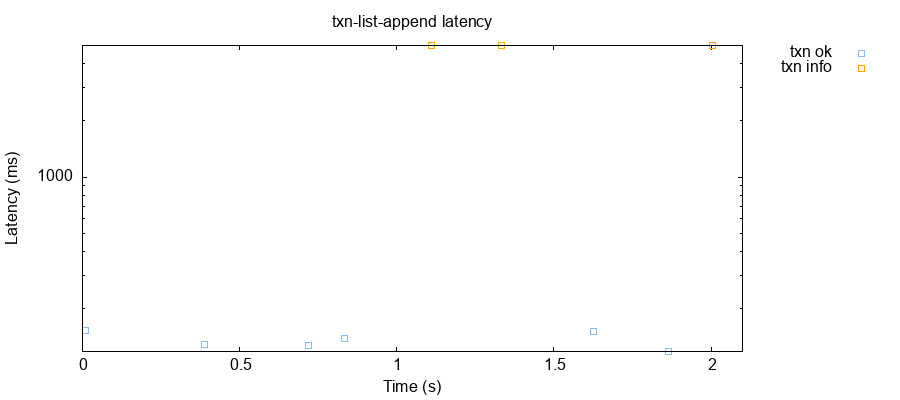 txn-list-append latency
txn ok
txn info
Latency (ms)
1000
0
0.5
1
1.5
2
Time (s)